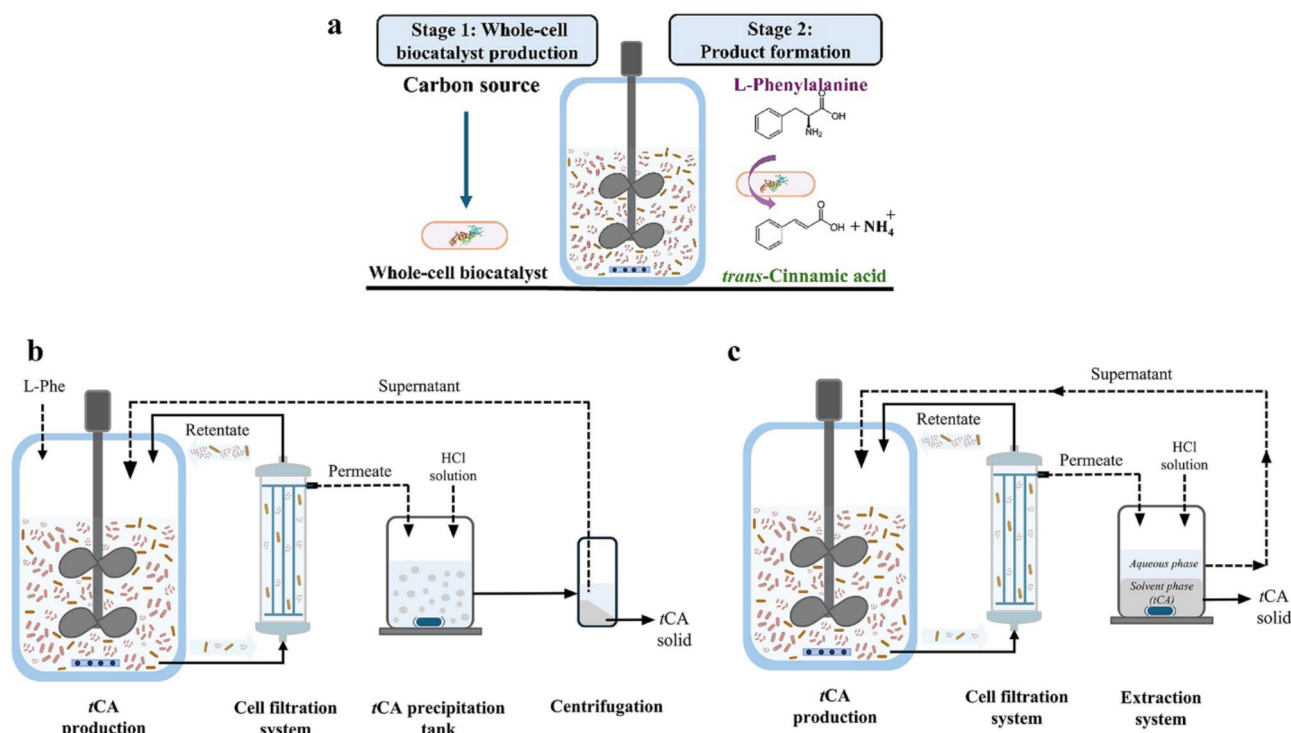 a
Stage 1: Whole-cell
biocatalyst production
Stage 2:
Product formation
Carbon source
L-Phenylalanine
O
OH
NH2
O
OH + NH4+
Whole-cell biocatalyst
trans-Cinnamic acid
b
L-Phe
Supernatant
Retentate
Permeate
HCl
solution
tCA
solid
tCA
production
Cell filtration
system
tCA precipitation
tank
Centrifugation
c
Supernatant
Retentate
Permeate
HCl
solution
Aqueous phase
Solvent phase
(tCA)
tCA
solid
tCA
production
Cell filtration
system
Extraction
system